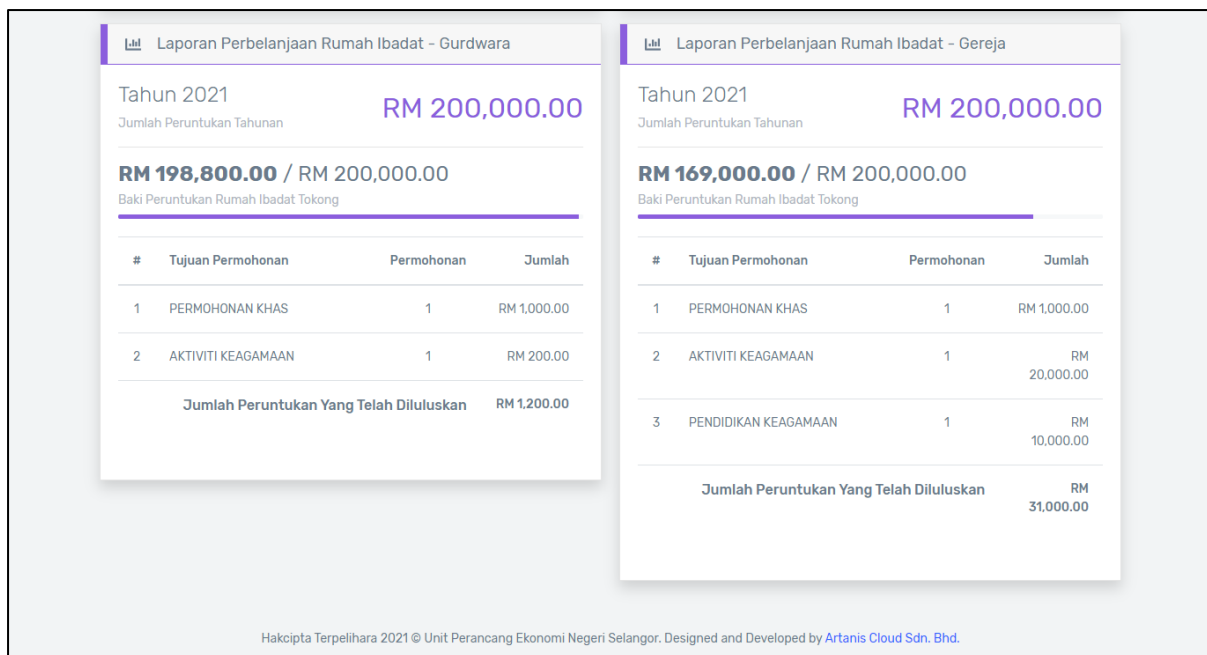 Laporan Perbelanjaan Rumah Ibadat - Gurdwara
Tahun 2021
Jumlah Peruntukan Tahunan
RM 200,000.00
RM 198,800.00 / RM 200,000.00
Baki Peruntukan Rumah Ibadat Tokong
# Tujuan Permohonan Permohonan Jumlah
1 PERMOHONAN KHAS 1 RM 1,000.00
2 AKTIVITI KEAGAMAAN 1 RM 200.00
Jumlah Peruntukan Yang Telah Diluluskan RM 1,200.00
Laporan Perbelanjaan Rumah Ibadat - Gereja
Tahun 2021
Jumlah Peruntukan Tahunan
RM 200,000.00
RM 169,000.00 / RM 200,000.00
Baki Peruntukan Rumah Ibadat Tokong
# Tujuan Permohonan Permohonan Jumlah
1 PERMOHONAN KHAS 1 RM 1,000.00
2 AKTIVITI KEAGAMAAN 1 RM
20,000.00
3 PENDIDIKAN KEAGAMAAN 1 RM
10,000.00
Jumlah Peruntukan Yang Telah Diluluskan RM
31,000.00
Hakcipta Terpelihara 2021 © Unit Perancang Ekonomi Negeri Selangor. Designed and Developed by Artanis Cloud Sdn. Bhd.